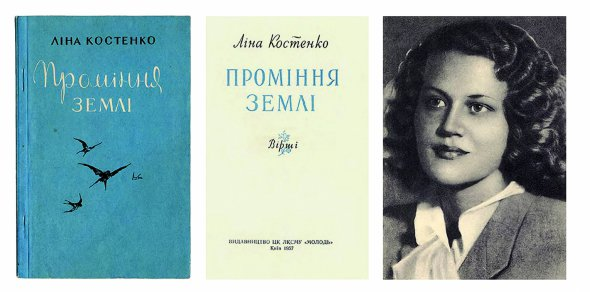 ЛІНА КОСТЕНКО
Проміння
ЗЕМЛІ
Ліна Костенко
ПРОМІННЯ
ЗЕМЛІ
Вірші
ВИДАВНИЦТВО ЦК ЛКСМУ «МОЛОДЬ»
Київ 1957